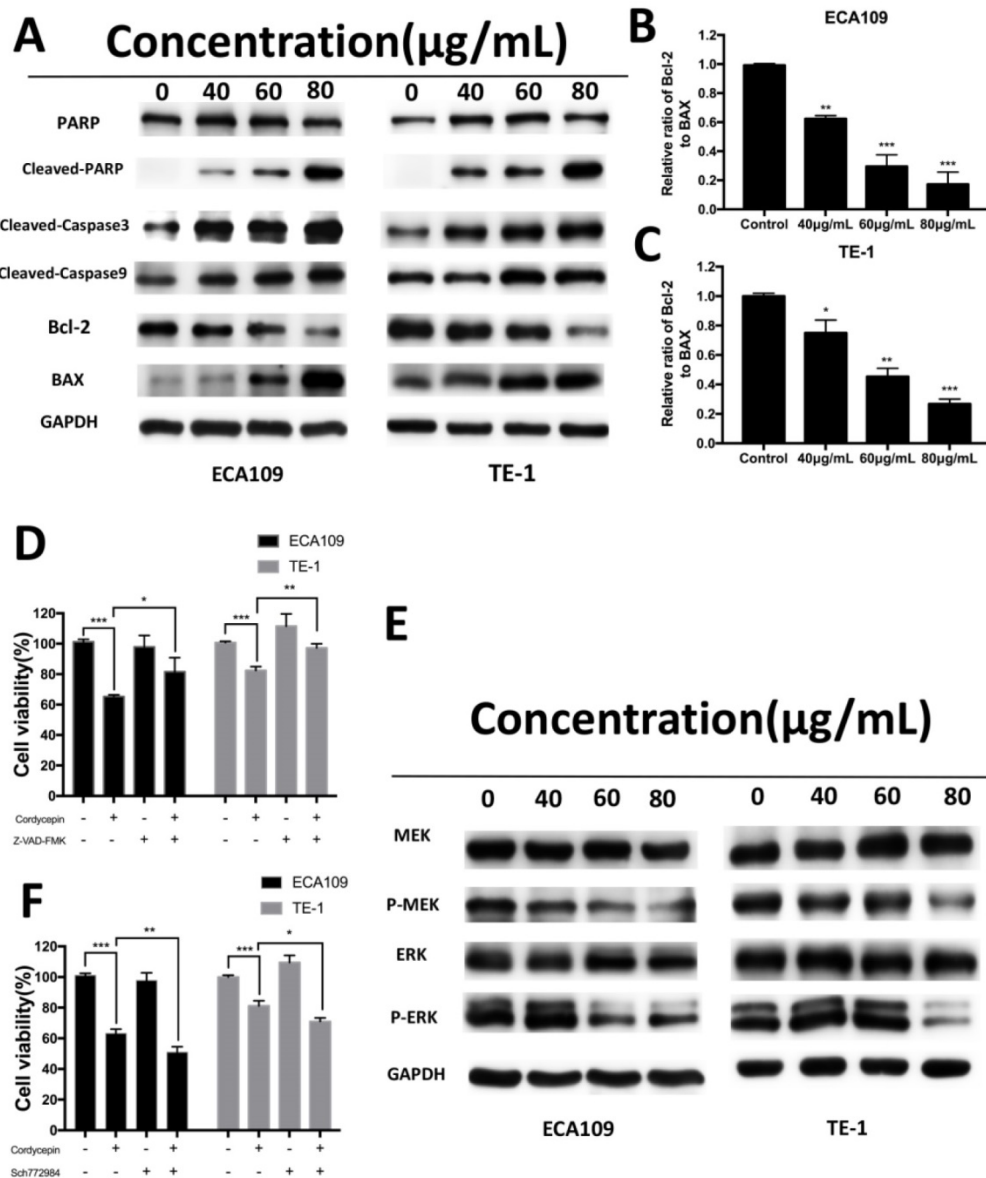 A
Concentration(μg/mL)
0 40 60 80 0 40 60 80
PARP
Cleaved-PARP
Cleaved-Caspase3
Cleaved-Caspase9
Bcl-2
BAX
GAPDH
ECA109 TE-1
B
ECA109
Relative ratio of Bcl-2
to BAX
1.2
1.0
0.8
0.6
0.4
0.2
0.0
**
***
***
Control 40μg/mL 60μg/mL 80μg/mL
C
TE-1
Relative ratio of Bcl-2
to BAX
1.2
1.0
0.8
0.6
0.4
0.2
0.0
*
**
***
Control 40μg/mL 60μg/mL 80μg/mL
D
ECA109
TE-1
Cell viability(%)
120
100
80
60
40
20
0
*** * *** **
Cordycepin - + - + - + - +
Z-VAD-FMK - - + + - - + +
E
Concentration(μg/mL)
0 40 60 80 0 40 60 80
MEK
P-MEK
ERK
P-ERK
GAPDH
ECA109 TE-1
F
ECA109
TE-1
Cell viability(%)
120
100
80
60
40
20
0
*** ** *** *
Cordycepin - + - + - + - +
Sch772984 - - + + - - + +